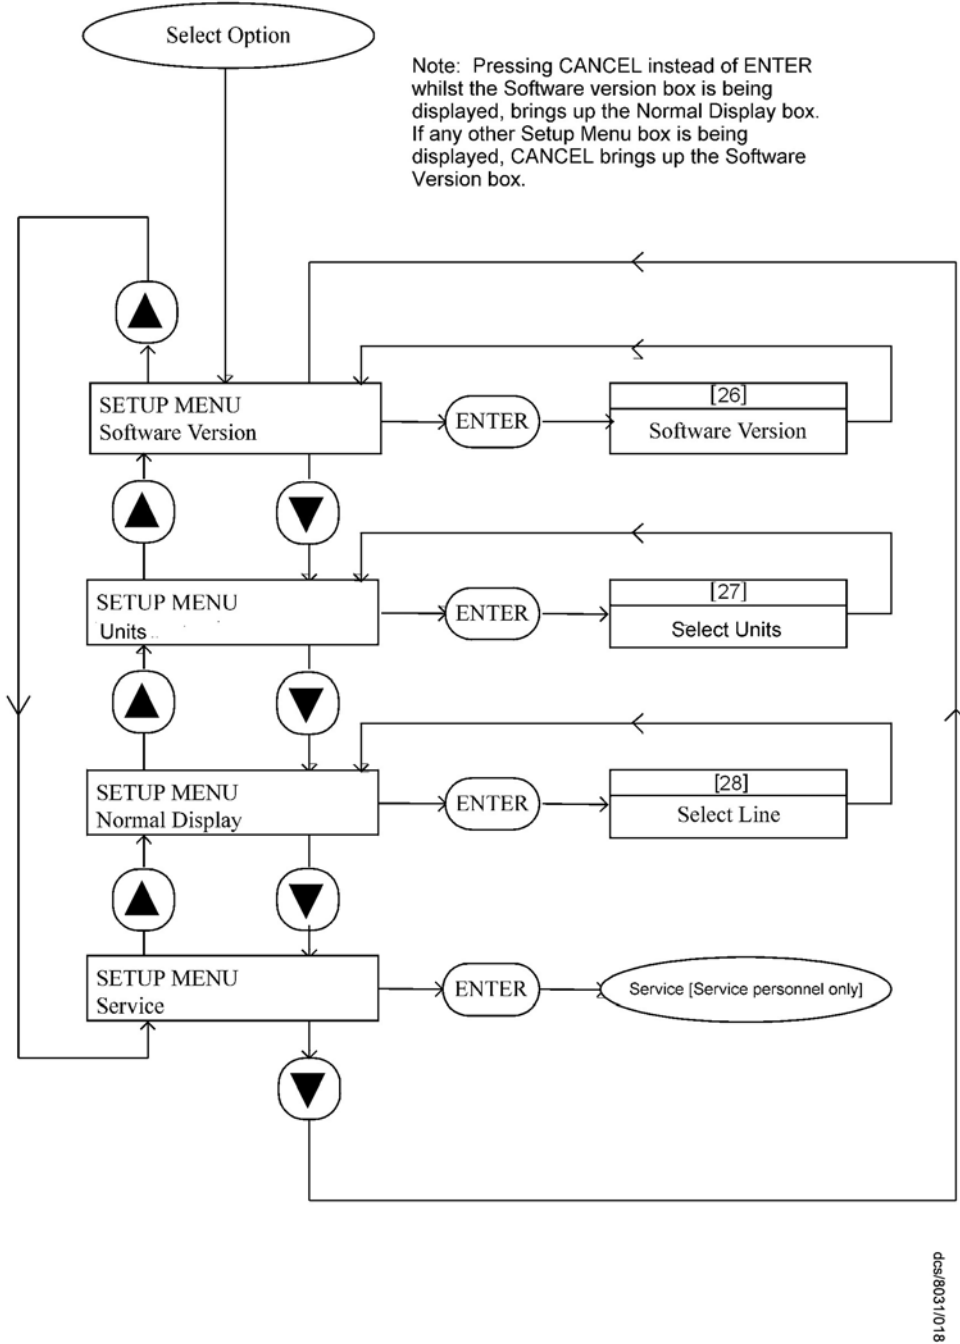 Select Option
Note: Pressing CANCEL instead of ENTER
whilst the Software version box is being
displayed, brings up the Normal Display box.
If any other Setup Menu box is being
displayed, CANCEL brings up the Software
Version box.
SETUP MENU
Software Version
ENTER
[26]
Software Version
SETUP MENU
Units
ENTER
[27]
Select Units
SETUP MENU
Normal Display
ENTER
[28]
Select Line
SETUP MENU
Service
ENTER
Service [Service personnel only]
dcs/8031/018